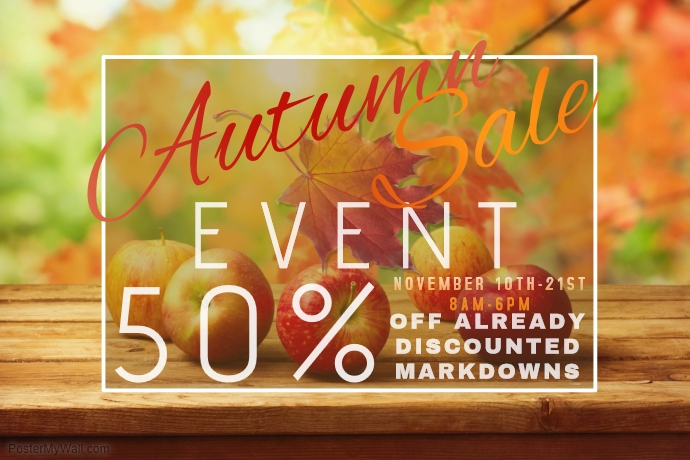 Autumn
Sale
EVENT
NOVEMBER 10TH-21ST
8AM-6PM
50%
OFF ALREADY
DISCOUNTED
MARKDOWNS
PosterMyWall.com